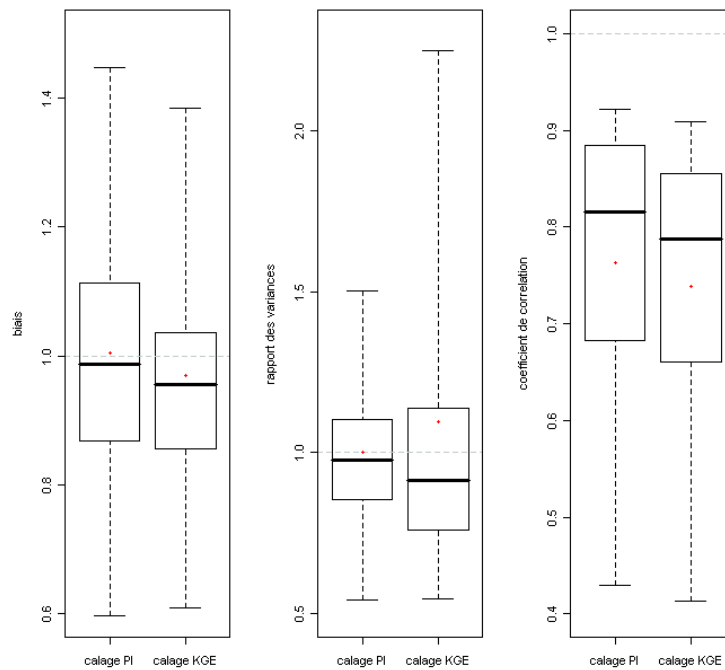 biais
0.6
0.8
1.0
1.2
1.4
calage PI
calage KGE
rapport des variances
0.5
1.0
1.5
2.0
calage PI
calage KGE
coefficient de correlation
0.4
0.5
0.6
0.7
0.8
0.9
1.0
calage PI
calage KGE